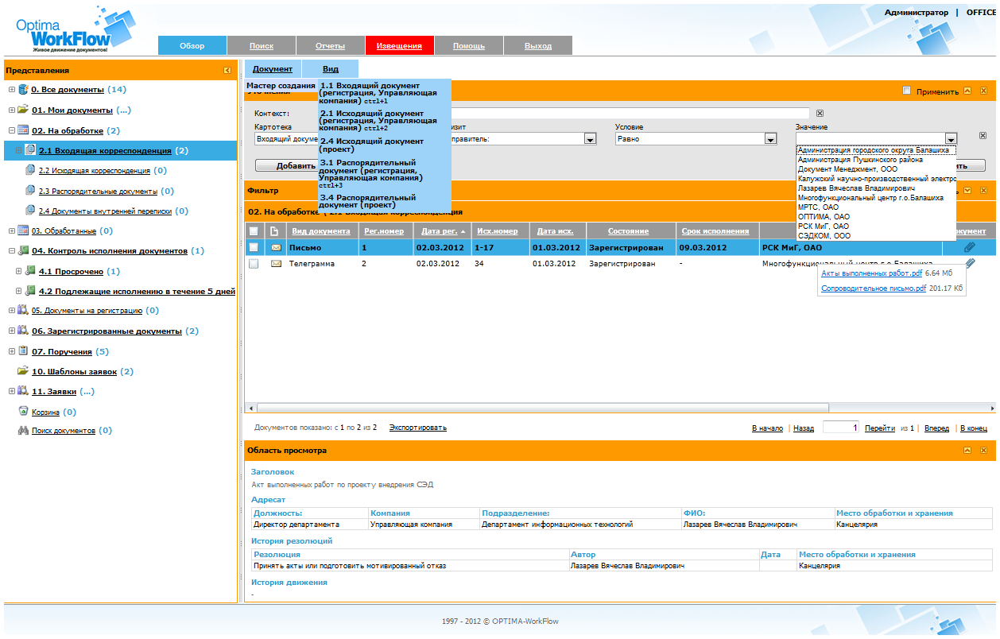 Администратор | OFFICE
Optima
WorkFlow
Живое движение документов!
Обзор Поиск Отчеты Извещения Помощь Выход
Представления
0. Все документы (14)
01. Мои документы (...)
02. На обработке (2)
2.1 Входящая корреспонденция (2)
2.2 Исходящая корреспонденция (0)
2.3 Распорядительные документы (0)
2.4 Документы внутренней переписки (0)
03. Обработанные (0)
04. Контроль исполнения документов (1)
4.1 Просрочено (1)
4.2 Подлежащие исполнению в течение 5 дней
05. Документы на регистрацию (0)
06. Зарегистрированные документы (2)
07. Поручения (5)
10. Шаблоны заявок (2)
11. Заявки (...)
Корзина (0)
Поиск документов (0)
Документ Вид
Мастер создания
1.1 Входящий документ
(регистрация, Управляющая
компания) ctrl+1
2.1 Исходящий документ
(регистрация, Управляющая
компания) ctrl+2
2.4 Исходящий документ
(проект)
3.1 Распорядительный
документ (регистрация,
Управляющая компания)
ctrl+3
3.4 Распорядительный
документ (проект)
Применить
Контекст:
Картотека Условие Значение
Входящий Равно
Добавить
Администрация городского округа Балашиха
Администрация Пушкинского района
Документ Менеджмент, ООО
Калужский научно-производственный электро
Лазарев Вячеслав Владимирович
Многофункциональный центр г.о.Балашиха
МРТС, ОАО
ОПТИМА, ОАО
РСК МиГ, ОАО
СЭДКОМ, ООО
Фильтр
02. На обработке \ 2.1 Входящая корреспонденция
Вид документа Рег.номер Дата рег. Исх.номер Дата исх. Состояние Срок исполнения
Письмо 1 02.03.2012 1-17 01.03.2012 Зарегистрирован 09.03.2012 РСК МиГ, ОАО
Телеграмма 2 02.03.2012 34 01.03.2012 Зарегистрирован - Многофункциональный центр г.о.Балашиха
Акты выполненных работ.pdf 6.64 Мб
Сопроводительное письмо.pdf 201.17 Кб
Документов показано: с 1 по 2 из 2 Экспортировать
В начало | Назад 1 Перейти из 1 | Вперед | В конец
Область просмотра
Заголовок
Акт выполненных работ по проекту внедрения СЭД
Адресат
Должность: Компания Подразделение: ФИО: Место обработки и хранения
Директор департамента Управляющая компания Департамент информационных технологий Лазарев Вячеслав Владимирович Канцелярия
История резолюций
Резолюция Автор Дата Место обработки и хранения
Принять акты или подготовить мотивированный отказ Лазарев Вячеслав Владимирович Канцелярия
История движения
-
1997 - 2012 © OPTIMA-WorkFlow